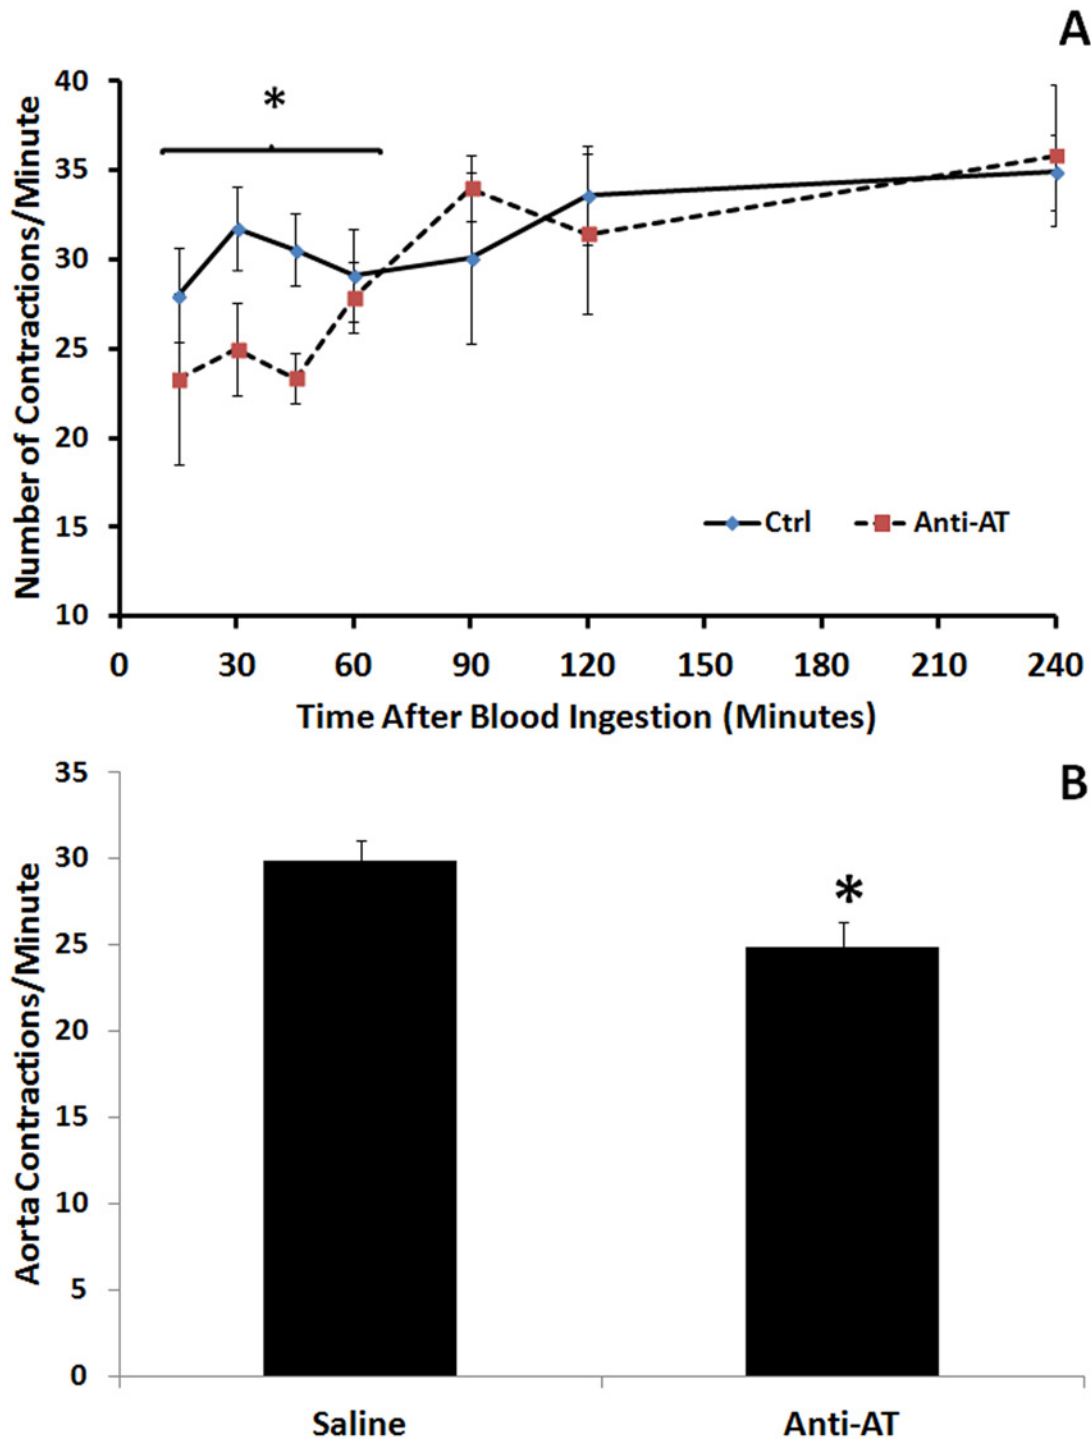 A
Number of Contractions/Minute
40
35
30
25
20
15
10
*
Ctrl Anti-AT
0 30 60 90 120 150 180 210 240
Time After Blood Ingestion (Minutes)
B
Aorta Contractions/Minute
35
30
25
20
15
10
5
0
*
Saline Anti-AT